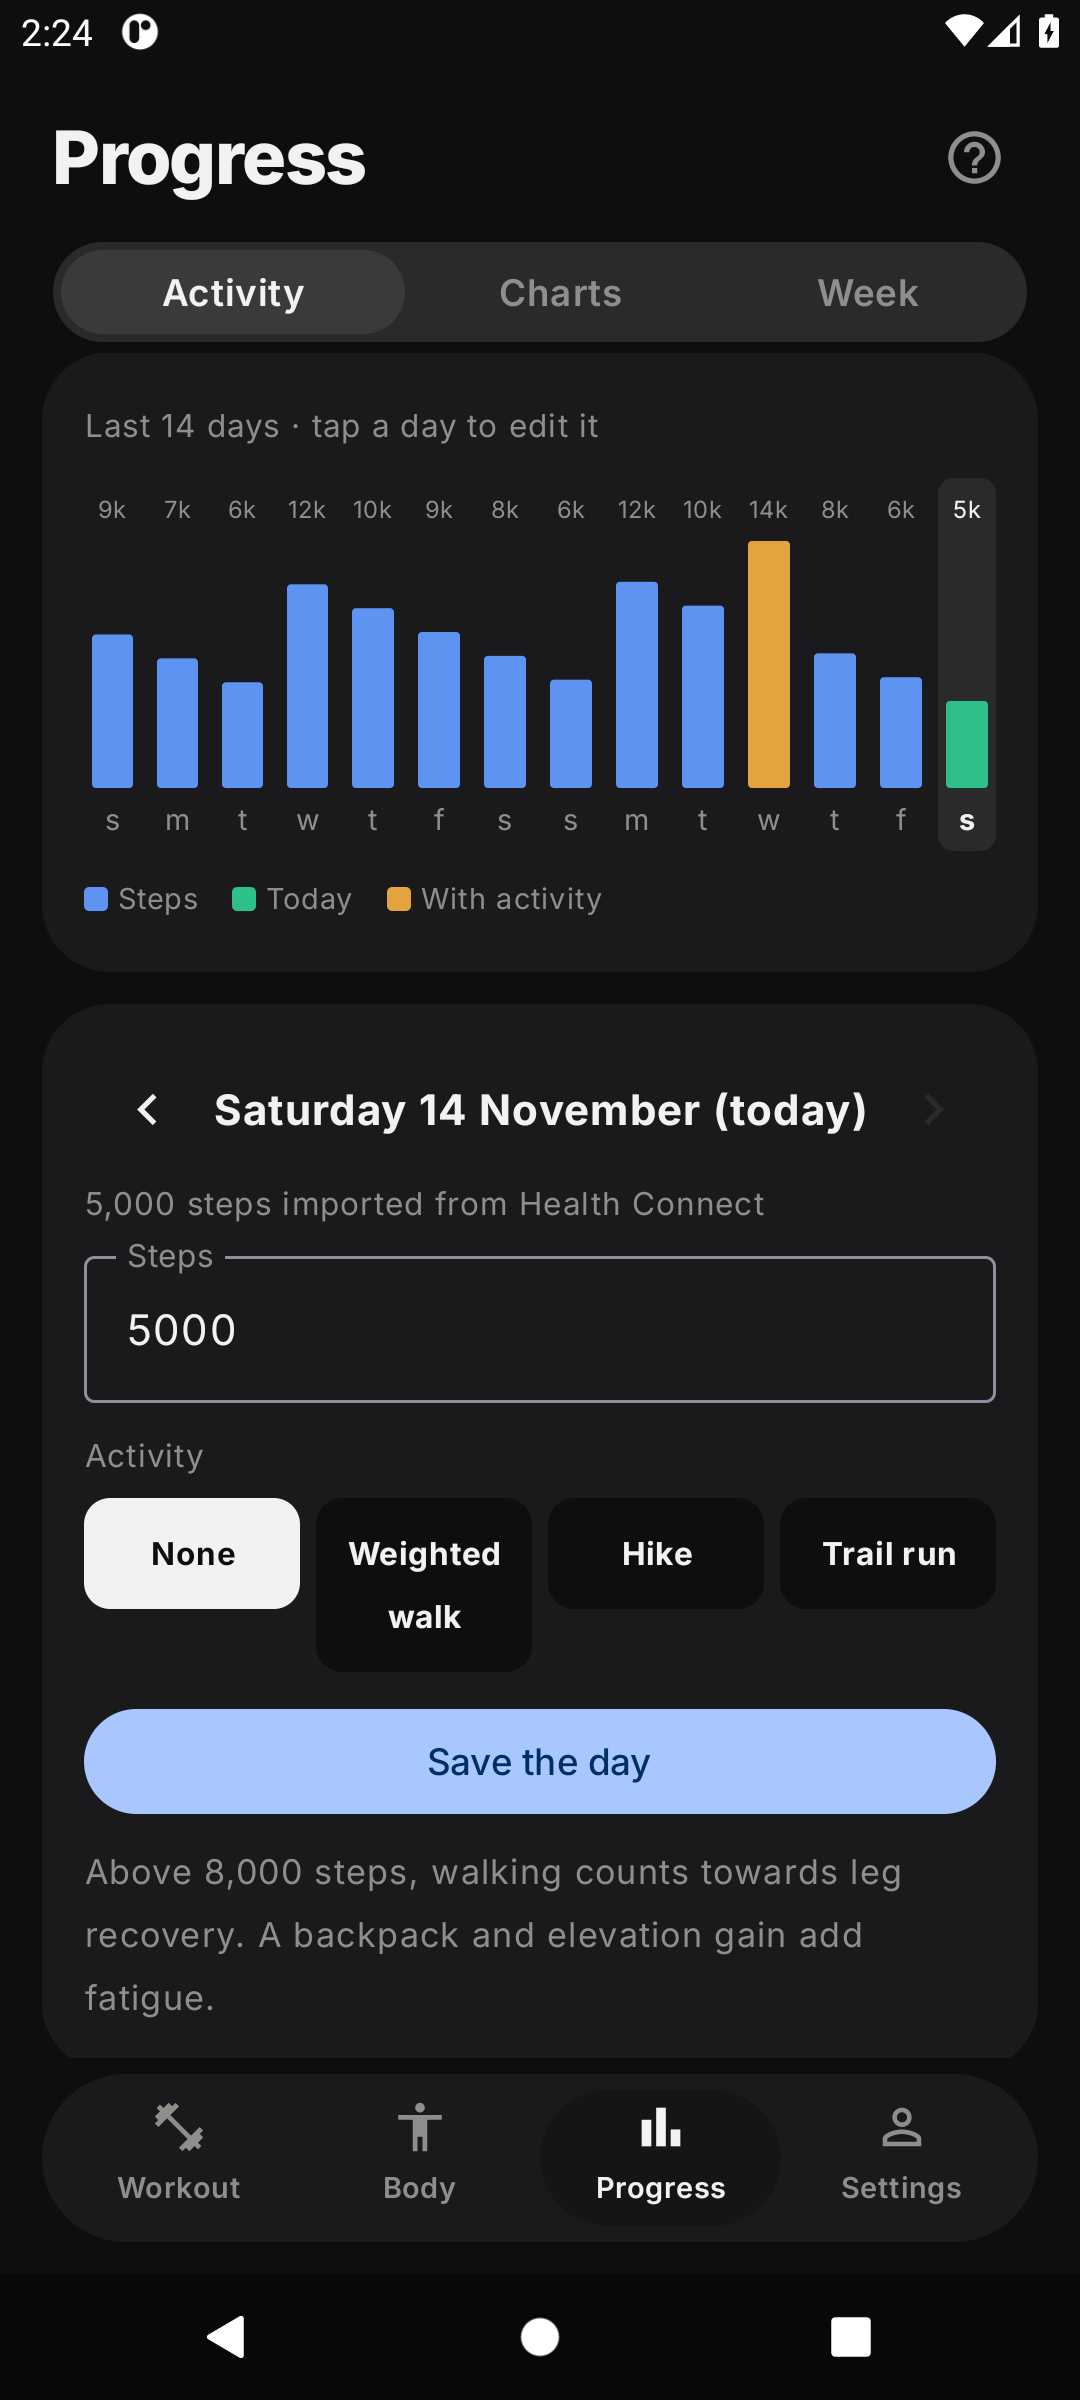 2:24
Progress
Activity Charts Week
Last 14 days · tap a day to edit it
9k 7k 6k 12k 10k 9k 8k 6k 12k 10k 14k 8k 6k 5k
s m t w t f s s m t w t f s
Steps Today With activity
Saturday 14 November (today)
5,000 steps imported from Health Connect
Steps
5000
Activity
None Weighted walk Hike Trail run
Save the day
Above 8,000 steps, walking counts towards leg
recovery. A backpack and elevation gain add
fatigue.
Workout Body Progress Settings